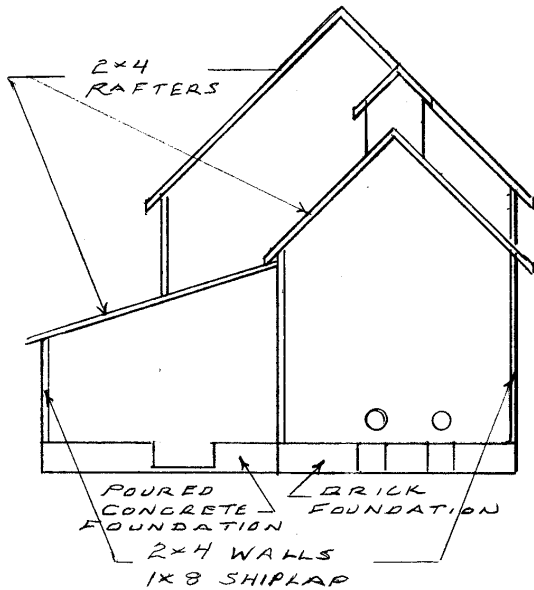 2×4
RAFTERS
POURED
CONCRETE
FOUNDATION
BRICK
FOUNDATION
2×4 WALLS
1×8 SHIPLAP